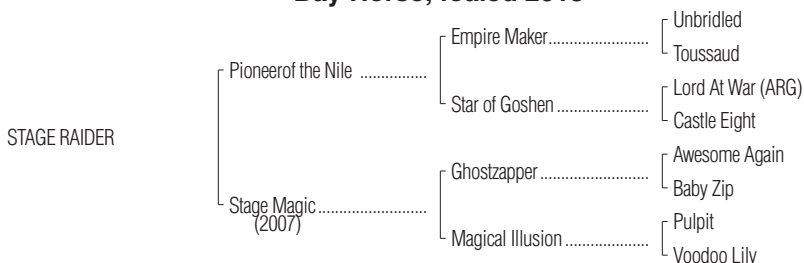 Bay Horse, foaled
Unbridled
Empire Maker......................
Toussaud
Pioneerof the Nile ................
Lord At War (ARG)
Star of Goshen.....................
Castle Eight
STAGE RAIDER
Awesome Again
Ghostzapper.........................
Baby Zip
Stage Magic..........................
(2007)
Pulpit
Magical Illusion....................
Voodoo Lily